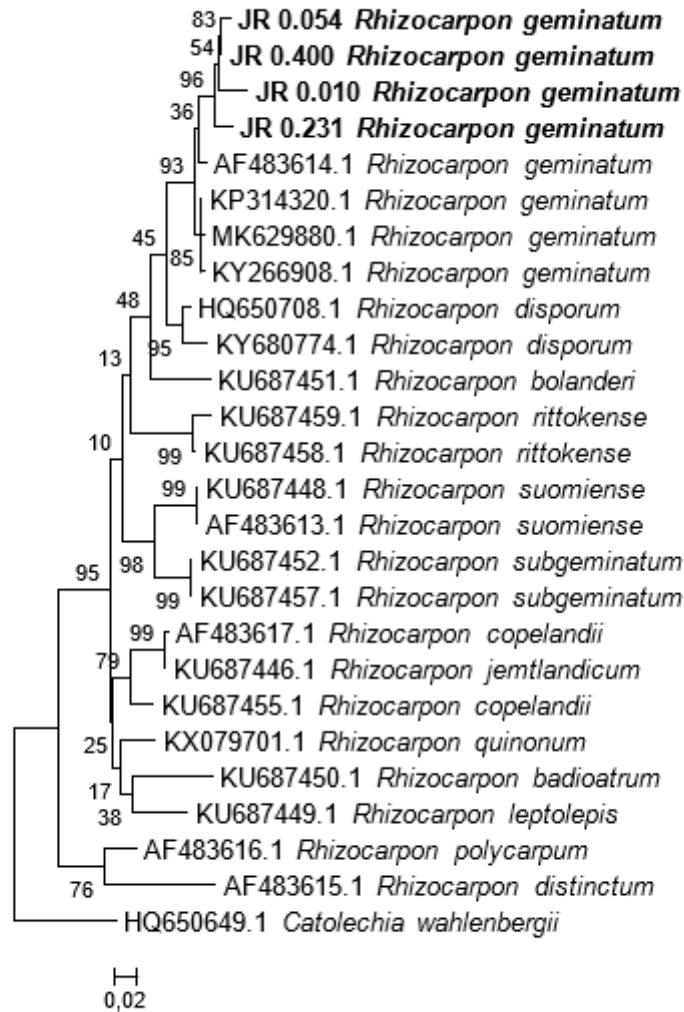 83
JR 0.054 Rhizocarpon geminatum
54
JR 0.400 Rhizocarpon geminatum
96
JR 0.010 Rhizocarpon geminatum
36
JR 0.231 Rhizocarpon geminatum
93
AF483614.1 Rhizocarpon geminatum
KP314320.1 Rhizocarpon geminatum
45
MK629880.1 Rhizocarpon geminatum
85
KY266908.1 Rhizocarpon geminatum
48
HQ650708.1 Rhizocarpon disporum
95
KY680774.1 Rhizocarpon disporum
13
KU687451.1 Rhizocarpon bolanderi
KU687459.1 Rhizocarpon rittokense
10
99
KU687458.1 Rhizocarpon rittokense
99
KU687448.1 Rhizocarpon suomiense
AF483613.1 Rhizocarpon suomiense
98
KU687452.1 Rhizocarpon subgeminatum
95
99
KU687457.1 Rhizocarpon subgeminatum
99
AF483617.1 Rhizocarpon copelandii
79
KU687446.1 Rhizocarpon jemtlandicum
KU687455.1 Rhizocarpon copelandii
25
KX079701.1 Rhizocarpon quinonum
KU687450.1 Rhizocarpon badioatrum
17
38
KU687449.1 Rhizocarpon leptolepis
AF483616.1 Rhizocarpon polycarpum
76
AF483615.1 Rhizocarpon distinctum
HQ650649.1 Catolechia wahlenbergii
0,02